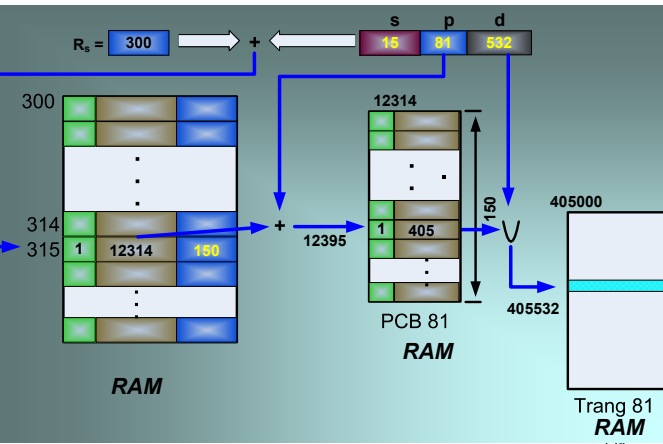 s p d
Rs = 300 + 15 81 532
300
12314
314
315 1 12314 150
+
12395
1 405
150
405000
405532
PCB 81
RAM
RAM
Trang 81
RAM